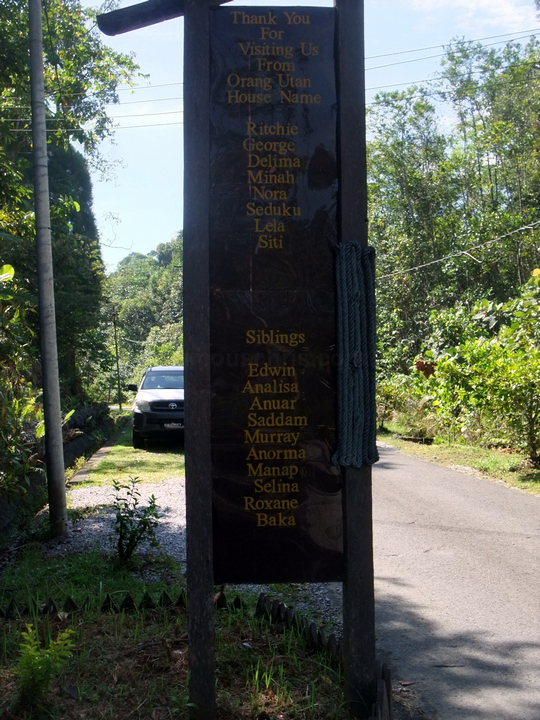 Thank You
For
Visiting Us
From
Orang Utan
House Name
Ritchie
George
Delima
Minah
Nora
Seduku
Lela
Siti
Siblings
Edwin
Analisa
Anuar
Saddam
Murray
Anorma
Manap
Selina
Roxane
Baka